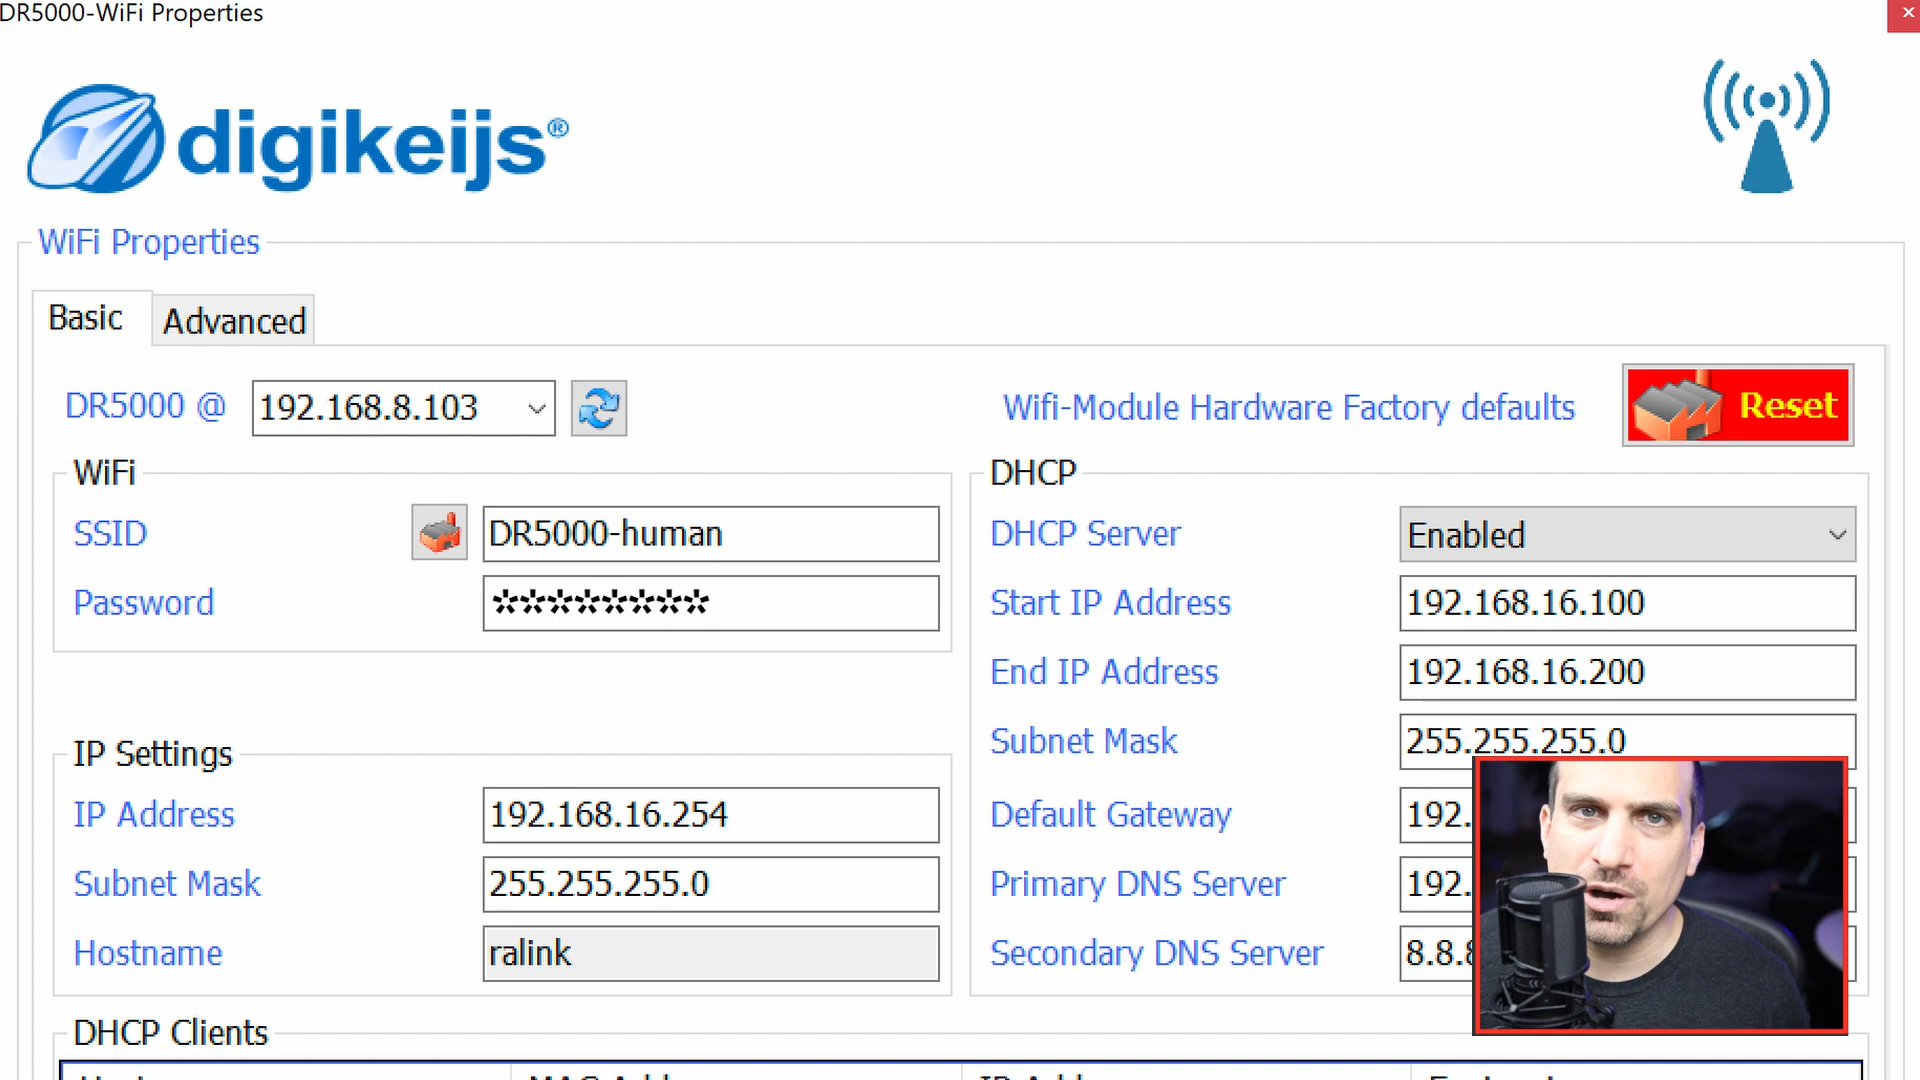 DR5000-WiFi Properties
digikeijs®
WiFi Properties
Basic
Advanced
DR5000 @
192.168.8.103
Wifi-Module Hardware Factory defaults
Reset
WiFi
SSID
DR5000-human
Password
********
IP Settings
IP Address
192.168.16.254
Subnet Mask
255.255.255.0
Hostname
ralink
DHCP
DHCP Server
Enabled
Start IP Address
192.168.16.100
End IP Address
192.168.16.200
Subnet Mask
255.255.255.0
Default Gateway
192.
Primary DNS Server
192.
Secondary DNS Server
8.8.8
DHCP Clients